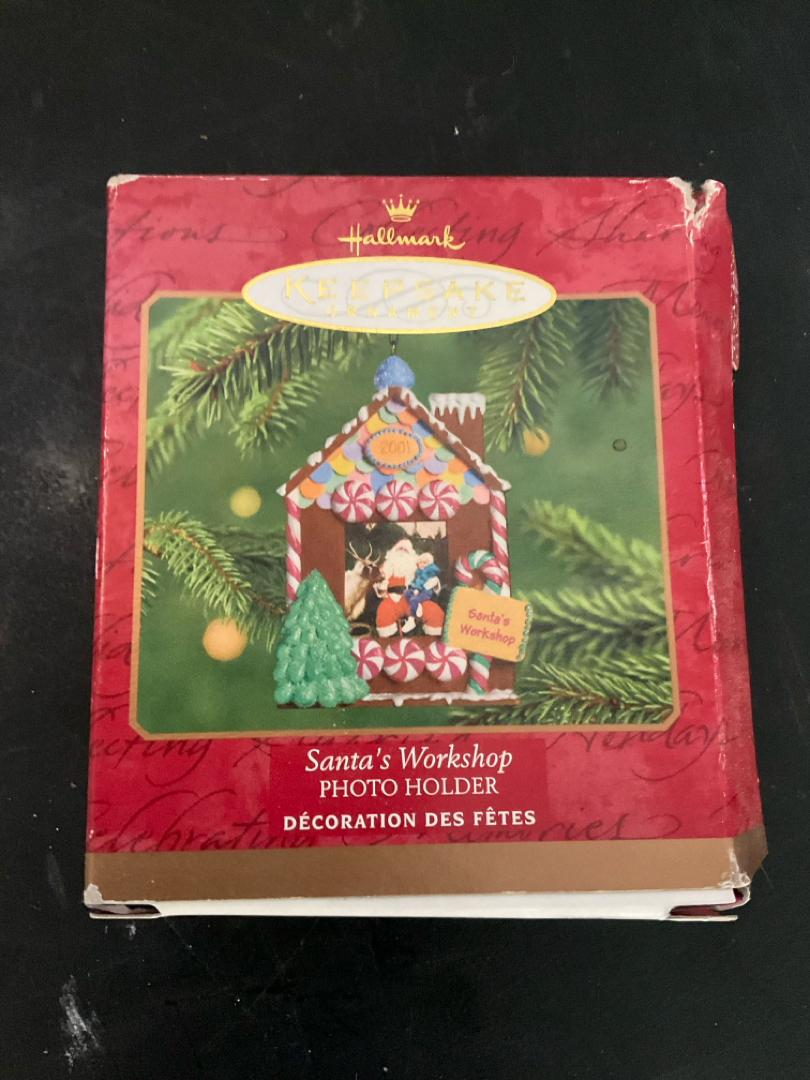 Hallmark
KEEPSAKE
ORNAMENT
2001
Santa's
Workshop
Santa's Workshop
PHOTO HOLDER
DÉCORATION DES FÊTES